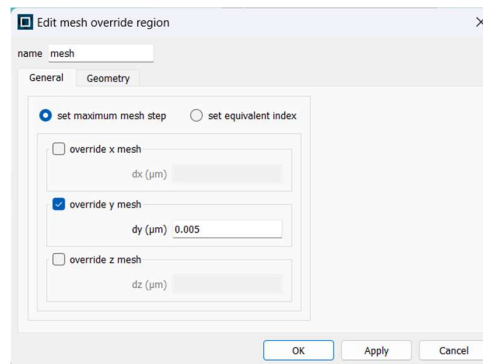 Edit mesh override region
name mesh
General Geometry
set maximum mesh step set equivalent index
override x mesh
dx (μm)
override y mesh
dy (μm) 0.005
override z mesh
dz (μm)
OK Apply Cancel